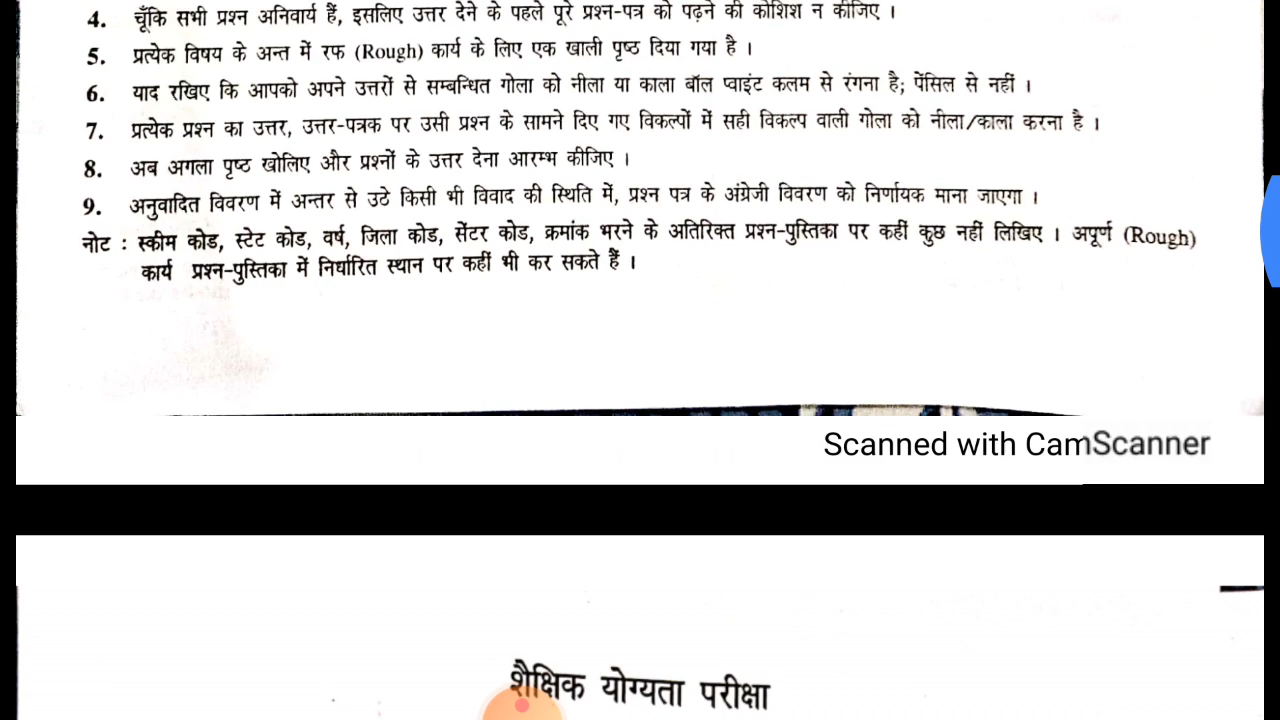 4. चूँकि सभी प्रश्न अनिवार्य हैं, इसलिए उत्तर देने के पहले पूरे प्रश्न-पत्र को पढ़ने की कोशिश न कीजिए ।
5. प्रत्येक विषय के अन्त में रफ (Rough) कार्य के लिए एक खाली पृष्ठ दिया गया है ।
6. याद रखिए कि आपको अपने उत्तरों से सम्बन्धित गोला को नीला या काला बॉल प्वाइंट कलम से रंगना है; पेंसिल से नहीं ।
7. प्रत्येक प्रश्न का उत्तर, उत्तर-पत्रक पर उसी प्रश्न के सामने दिए गए विकल्पों में सही विकल्प वाली गोला को नीला/काला करना है ।
8. अब अगला पृष्ठ खोलिए और प्रश्नों के उत्तर देना आरम्भ कीजिए ।
9. अनुवादित विवरण में अन्तर से उठे किसी भी विवाद की स्थिति में, प्रश्न पत्र के अंग्रेजी विवरण को निर्णायक माना जाएगा ।
नोट : स्कीम कोड, स्टेट कोड, वर्ष, जिला कोड, सेंटर कोड, क्रमांक भरने के अतिरिक्त प्रश्न-पुस्तिका पर कहीं कुछ नहीं लिखिए । अपूर्ण (Rough)
कार्य प्रश्न-पुस्तिका में निर्धारित स्थान पर कहीं भी कर सकते हैं ।
Scanned with CamScanner
शैक्षिक योग्यता परीक्षा